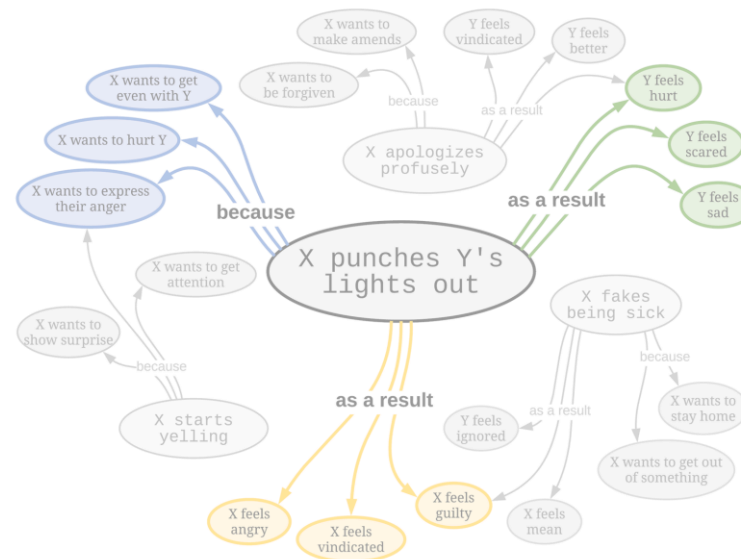 X wants to
make amends
Y feels
vindicated
Y feels
better
X wants to
be forgiven
because
as a result
X apologizes
profusely
X wants to get
even with Y
X wants to hurt Y
X wants to express
their anger
because
Y feels
hurt
Y feels
scared
Y feels
sad
as a result
X punches Y's
lights out
X wants to get
attention
X wants to
show surprise
because
X starts
yelling
X fakes
being sick
because
as a result
X wants to
stay home
X wants to get out
of something
Y feels
ignored
X feels
mean
as a result
X feels
angry
X feels
vindicated
X feels
guilty